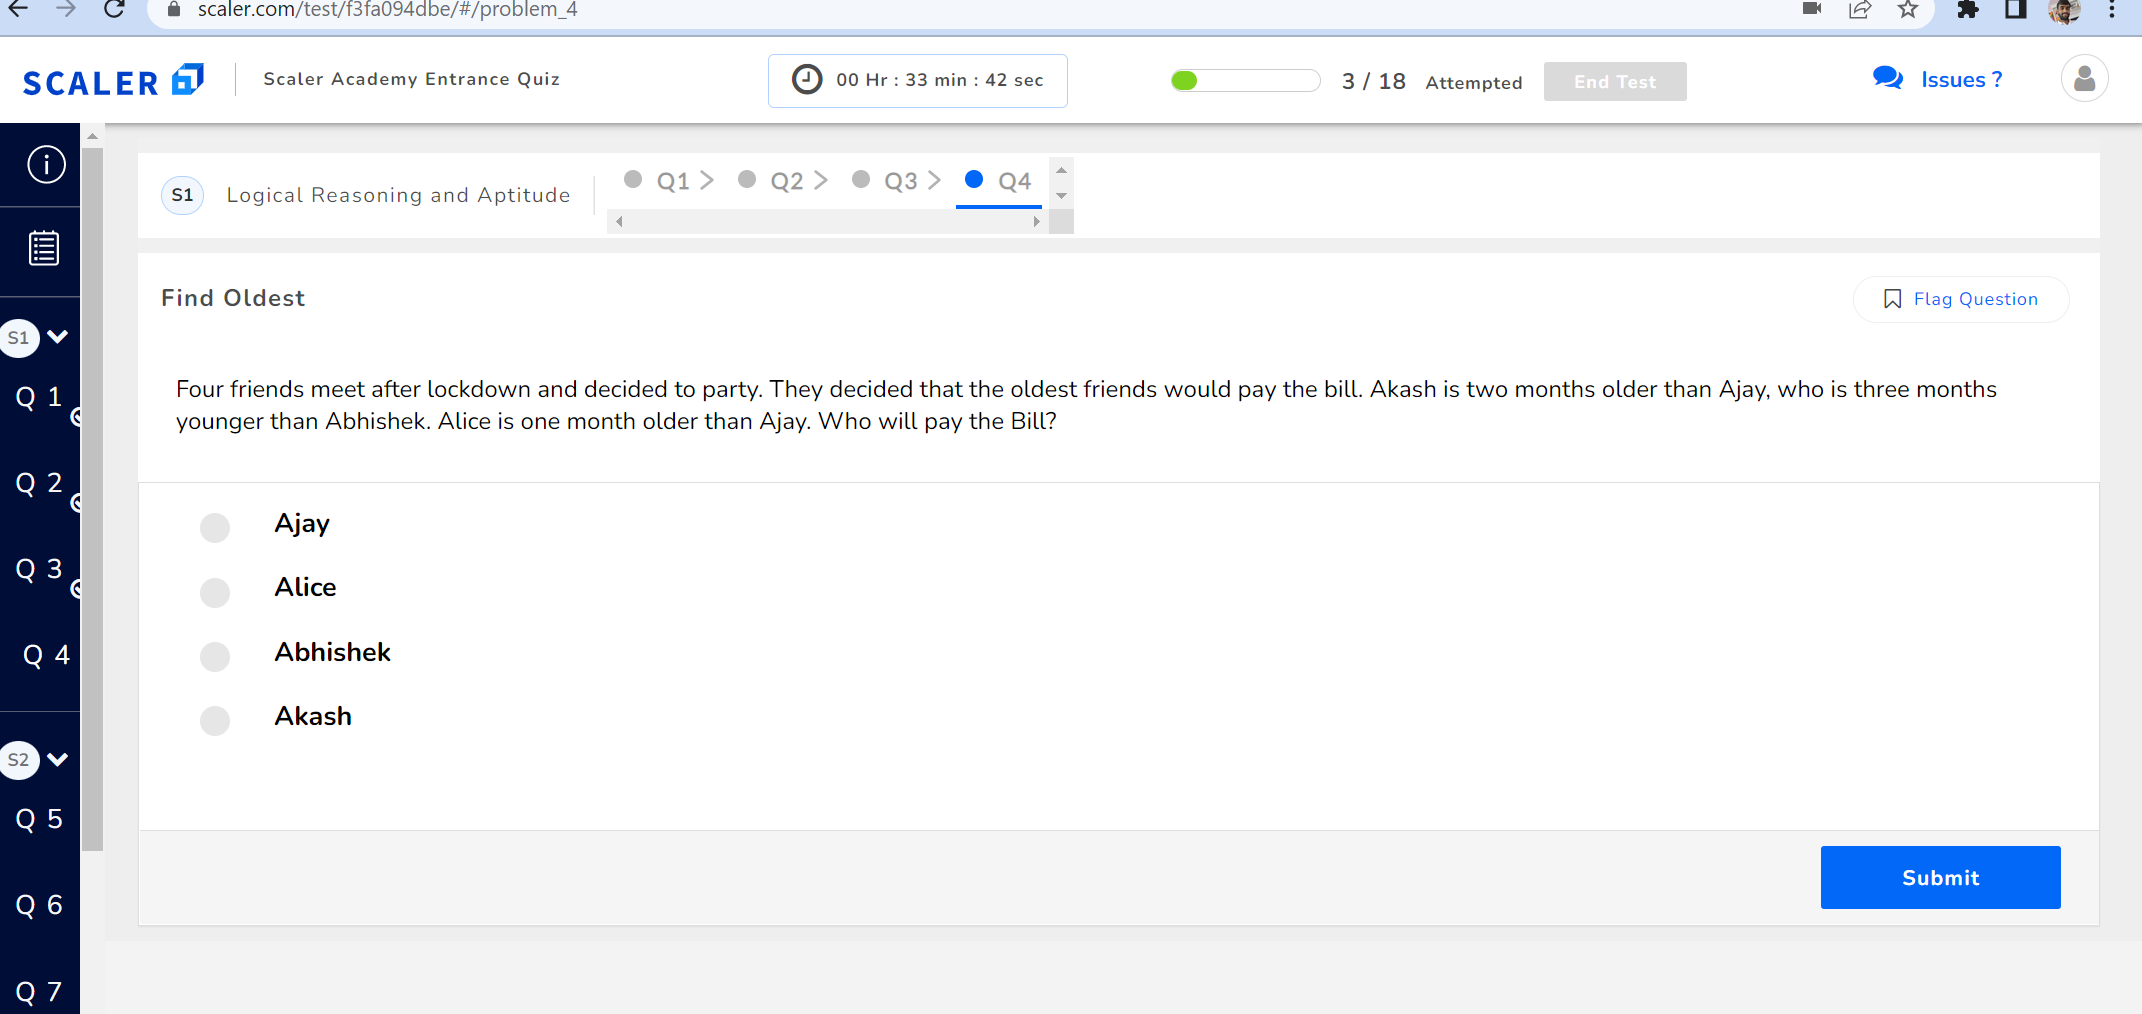 scaler.com/test/f3fa094dbe/#/problem_4
SCALER
Scaler Academy Entrance Quiz
00 Hr : 33 min : 42 sec
3 / 18 Attempted
End Test
Issues ?
S1 Logical Reasoning and Aptitude
Q1 > Q2 > Q3 > Q4
Find Oldest
Flag Question
Four friends meet after lockdown and decided to party. They decided that the oldest friends would pay the bill. Akash is two months older than Ajay, who is three months
younger than Abhishek. Alice is one month older than Ajay. Who will pay the Bill?
Ajay
Alice
Abhishek
Akash
Submit
S1
Q 1
Q 2
Q 3
Q 4
S2
Q 5
Q 6
Q 7